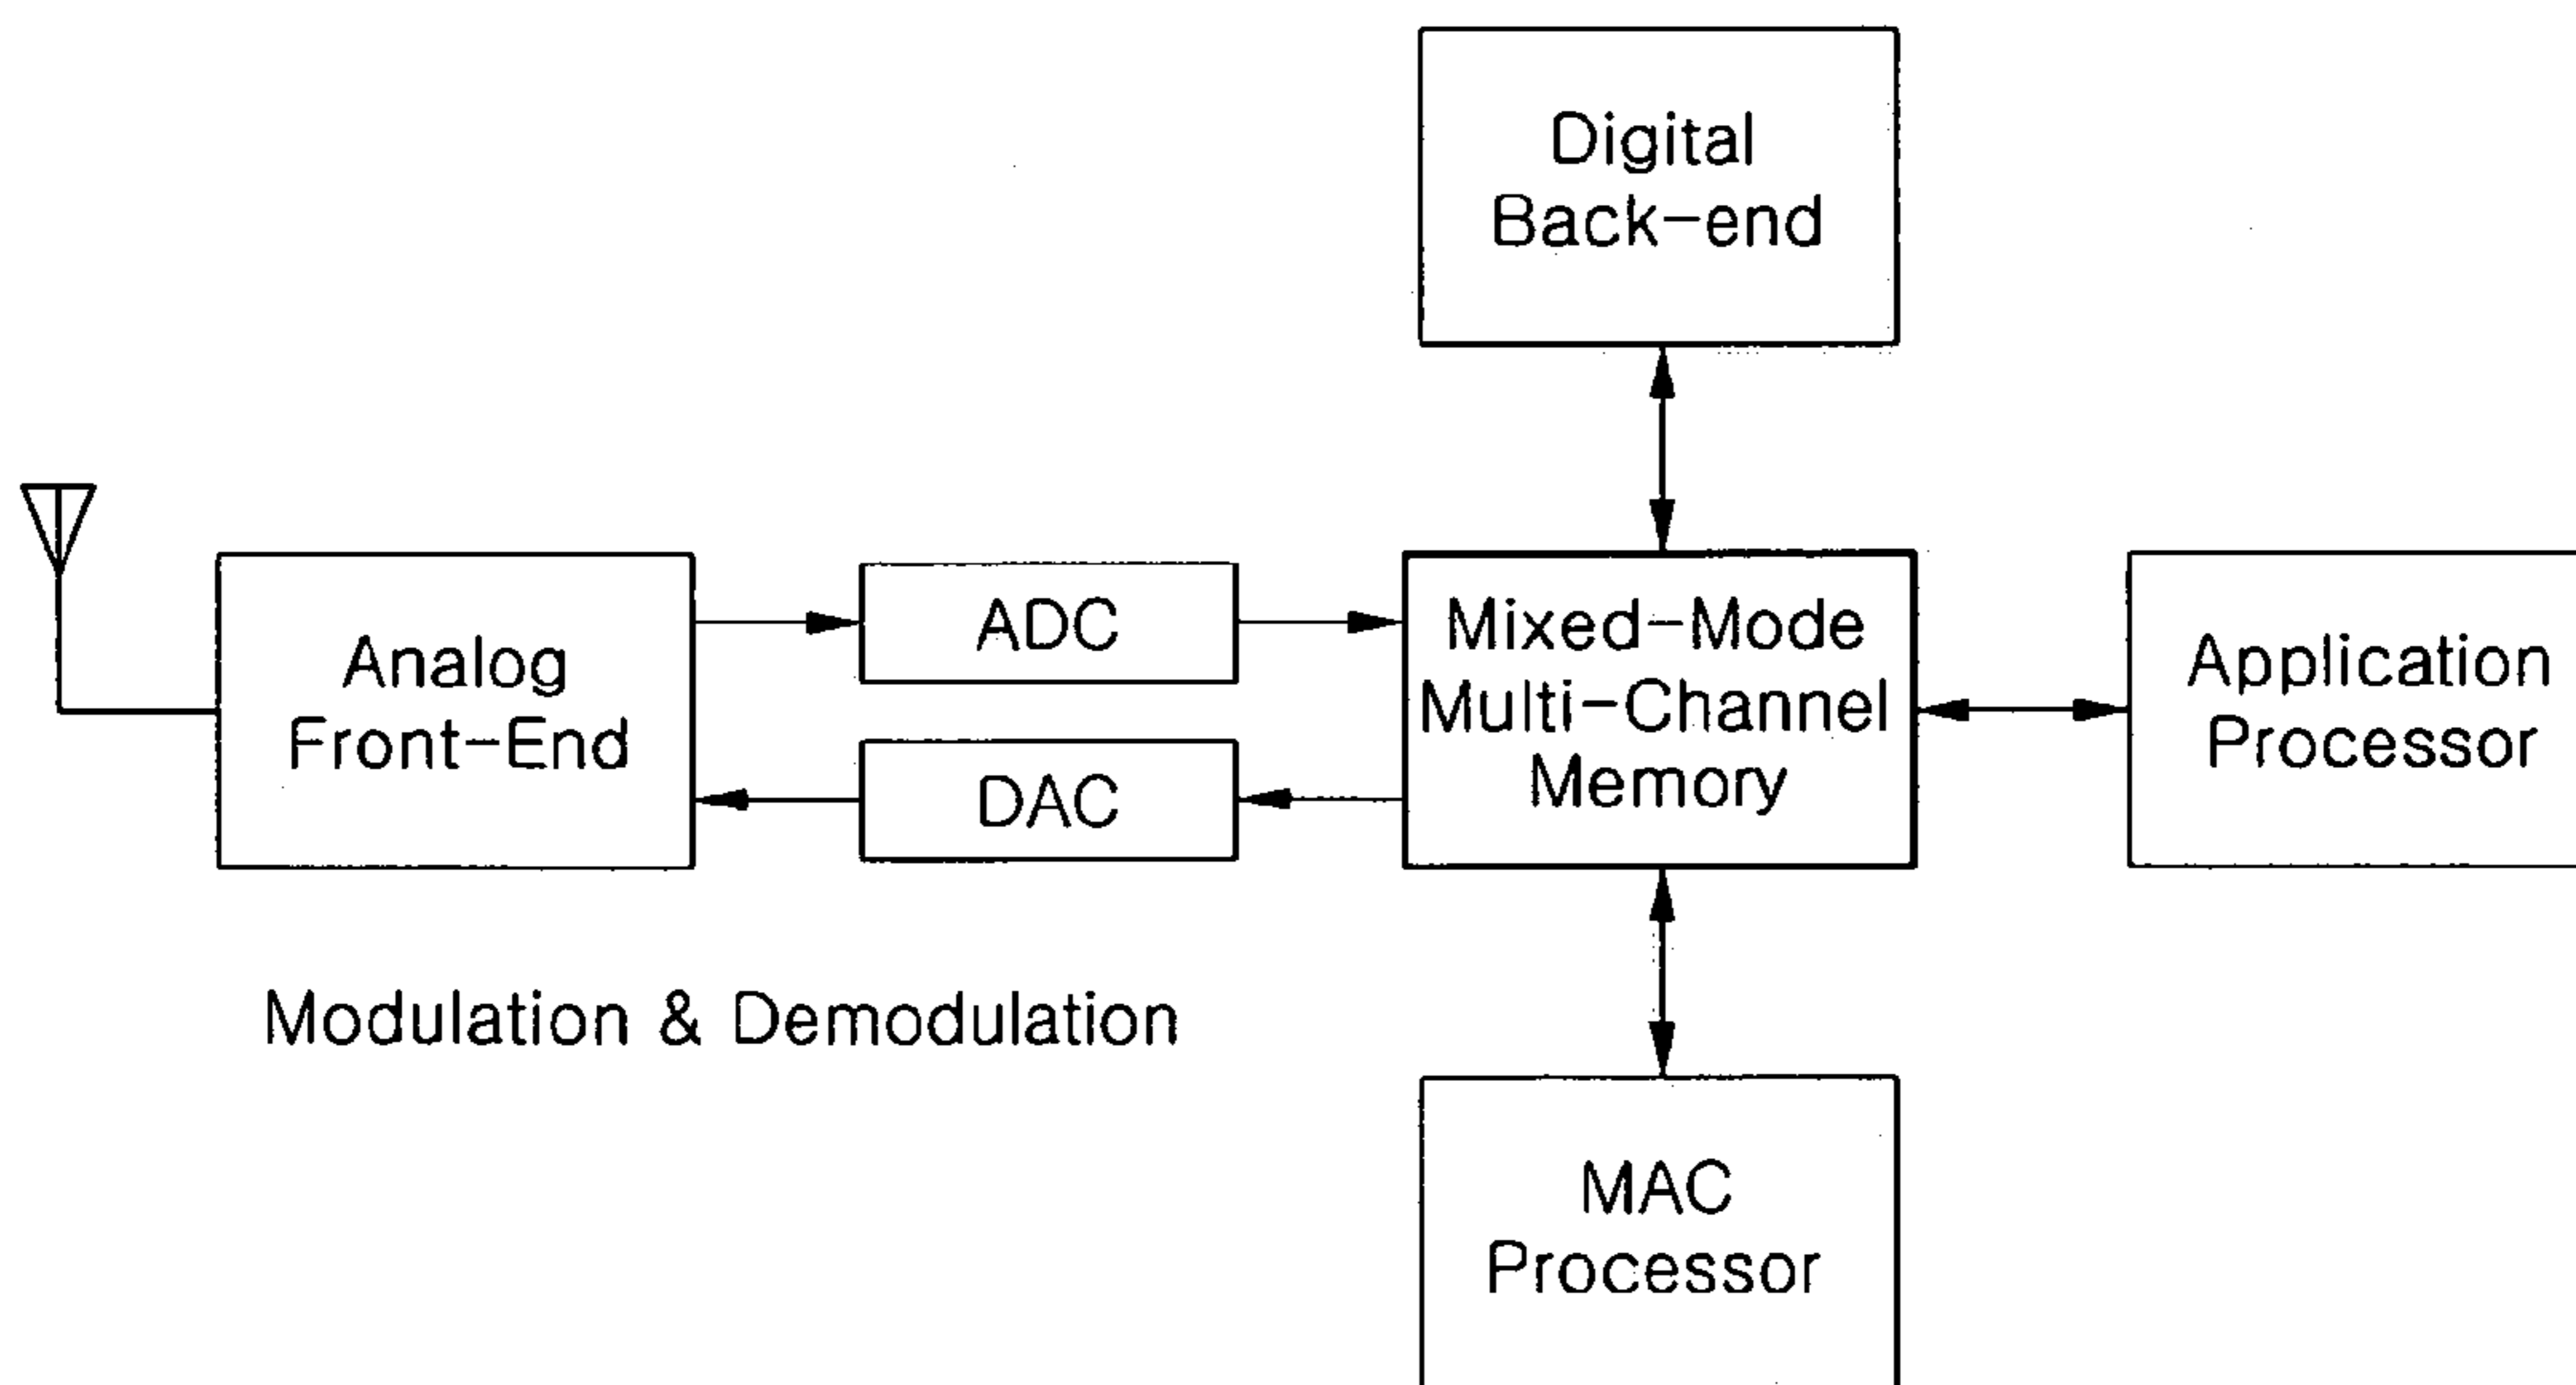 Digital
Back-end
Analog
Front-End
ADC
DAC
Mixed-Mode
Multi-Channel
Memory
Application
Processor
Modulation & Demodulation
MAC
Processor